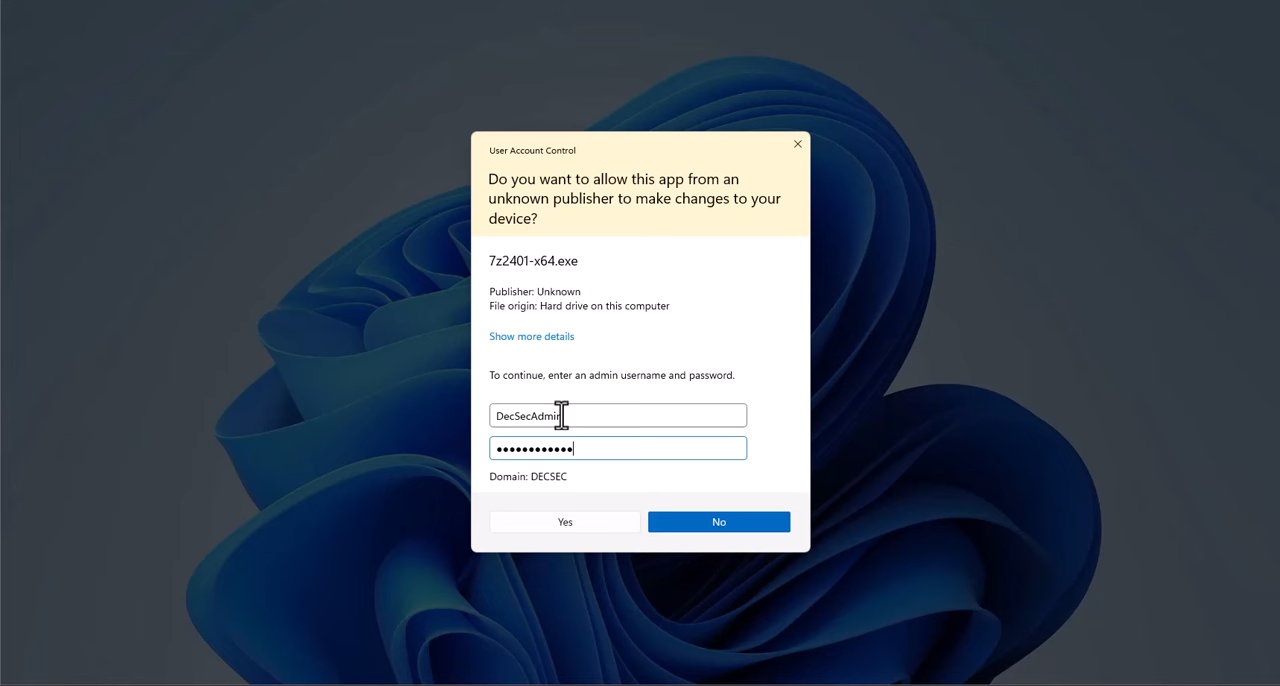 User Account Control
Do you want to allow this app from an
unknown publisher to make changes to your
device?
7z2401-x64.exe
Publisher: Unknown
File origin: Hard drive on this computer
Show more details
To continue, enter an admin username and password.
DecSecAdmin
••••••••••••
Domain: DECSEC
Yes
No